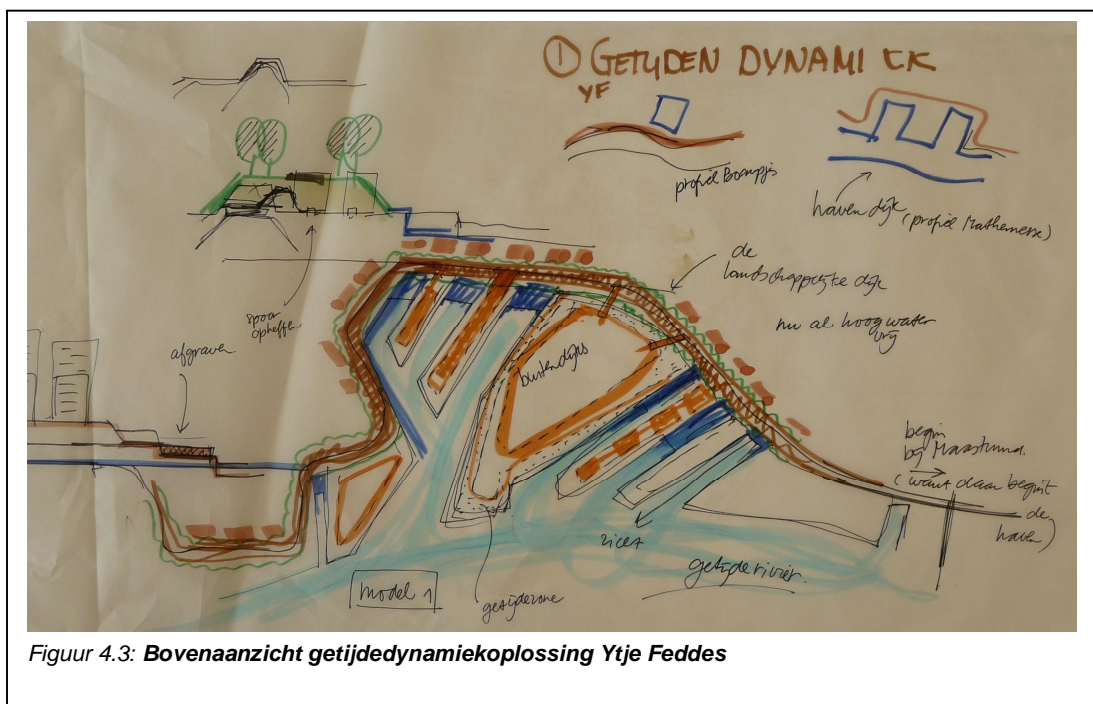 ① GETIJDEN DYNAMIEK
YF
profiel Boompjes
haven dijk (profiel Mathenesse)
de
landschappelijke dijk
nu al hoogwater
vrij
spoor
opheffen
afgraven
buitendijks
begin
bij Maastunnel
(want daar begint
de
haven)
getijderivier.
model 1
getijdezone
Figuur 4.3: Bovenaanzicht getijdedynamiekoplossing Ytje Feddes